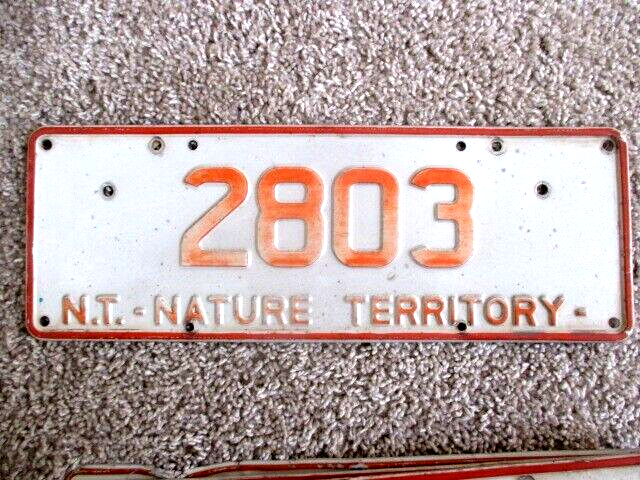 2803
N.T. - NATURE TERRITORY -